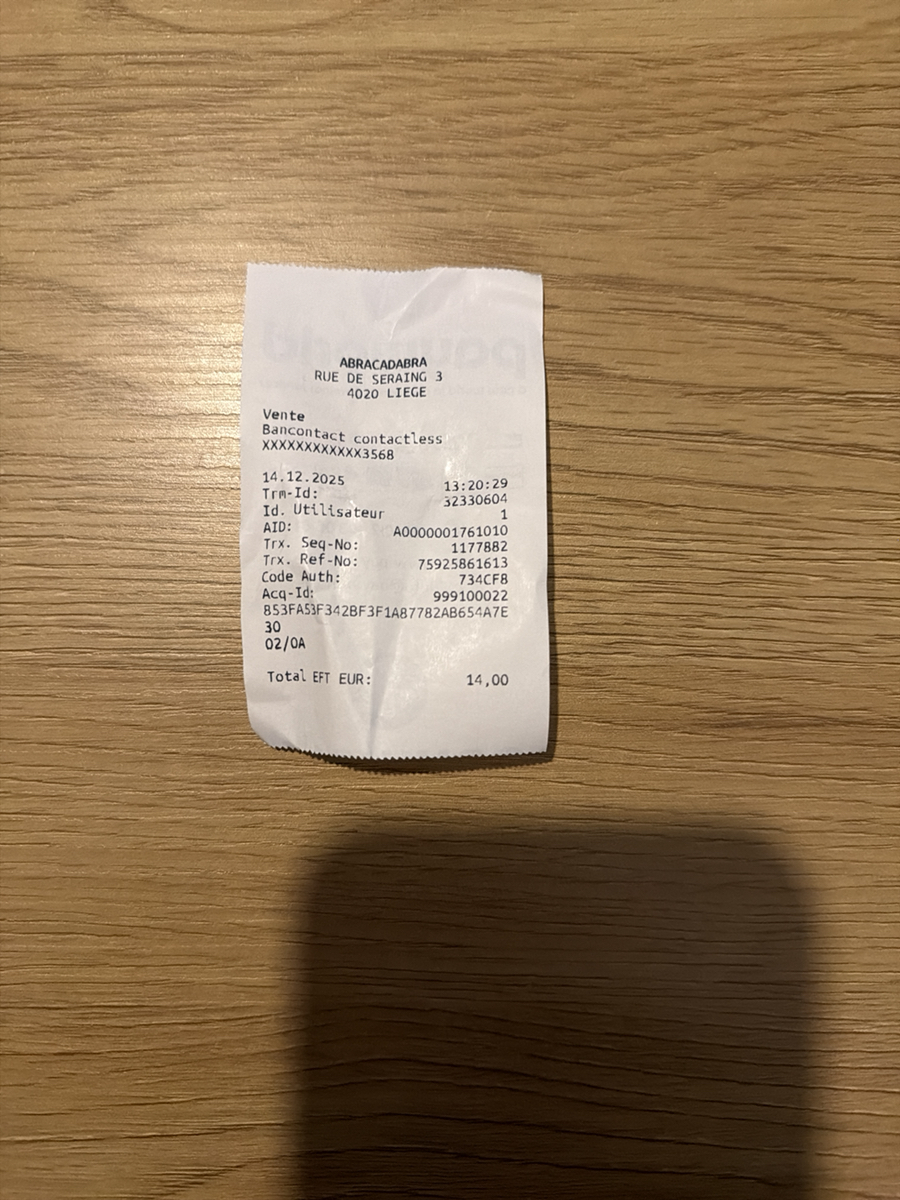 ABRACADABRA
RUE DE SERAING 3
4020 LIEGE
Vente
Bancontact contactless
XXXXXXXXXXXX3568
14.12.2025 13:20:29
Trm-Id: 32330604
Id. Utilisateur 1
AID: A0000001761010
Trx. Seq-No: 1177882
Trx. Ref-No: 75925861613
Code Auth: 734CF8
Acq-Id: 999100022
853FA53F342BF3F1A87782AB654A7E
30
02/0A
Total EFT EUR: 14,00